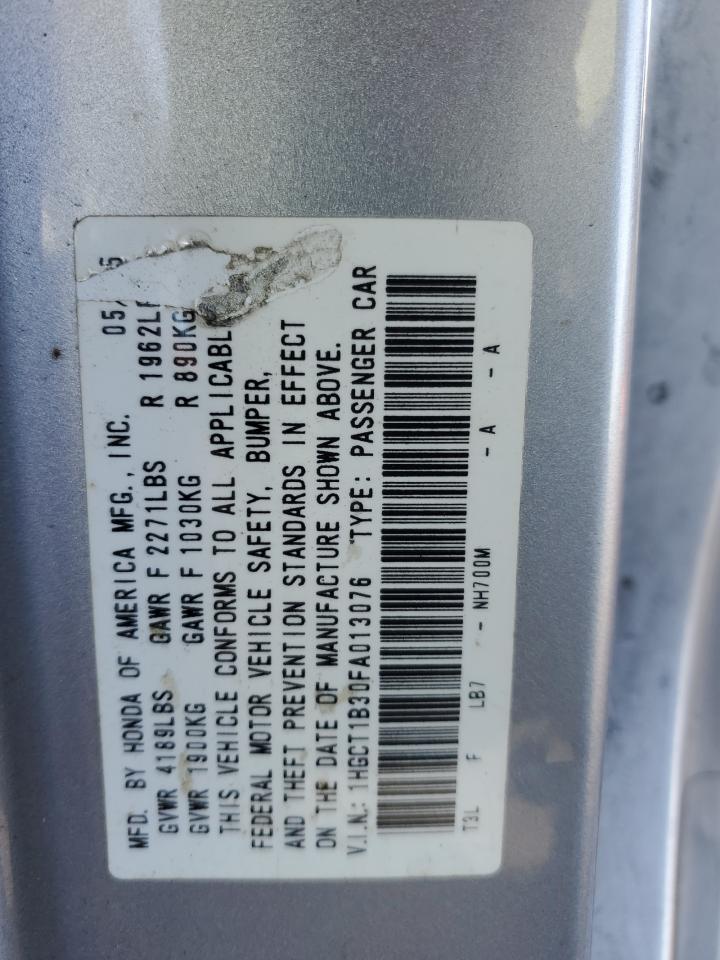 MFD. BY HONDA OF AMERICA MFG., INC. 05/
GVWR 4189LBS GAWR F 2271LBS R 1962L
GVWR 1900KG GAWR F 1030KG R 890KG
THIS VEHICLE CONFORMS TO ALL APPLICABL
FEDERAL MOTOR VEHICLE SAFETY, BUMPER,
AND THEFT PREVENTION STANDARDS IN EFFECT
ON THE DATE OF MANUFACTURE SHOWN ABOVE.
V.I.N.: 1HGCT1B30FA013076 TYPE: PASSENGER CAR
T3L F LB7 - NH700M - A - A